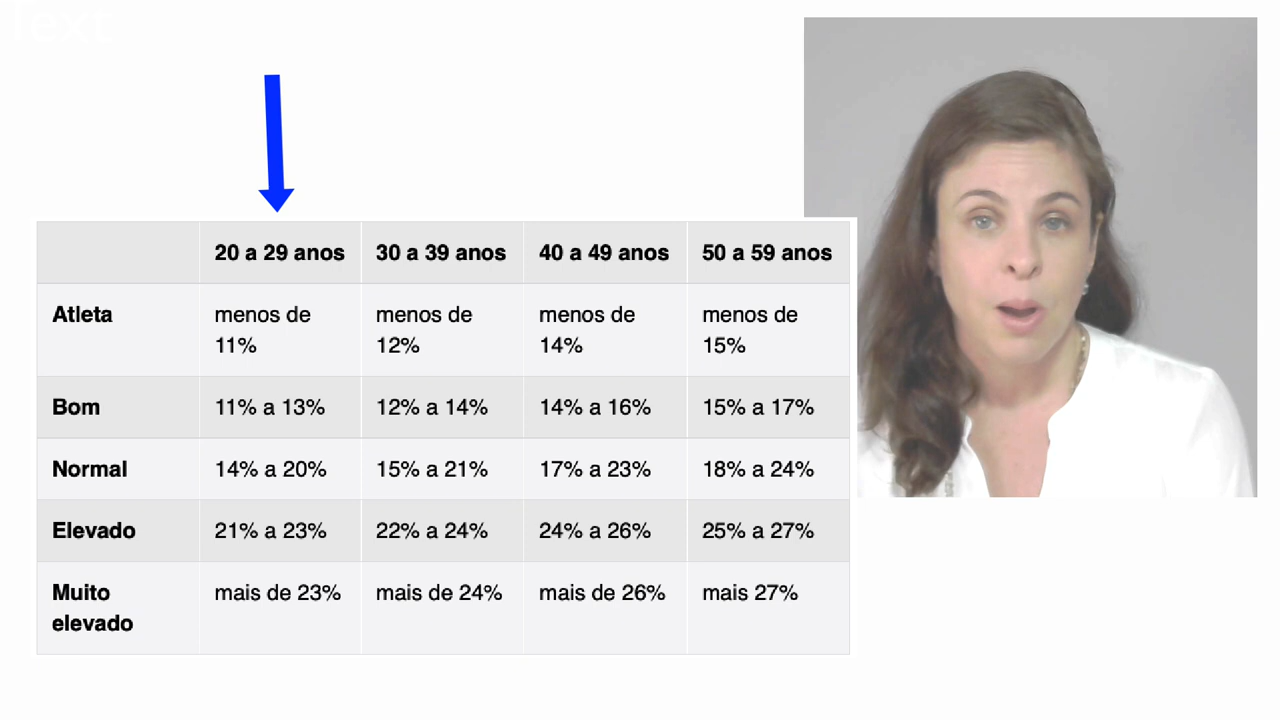 Text
20 a 29 anos 30 a 39 anos 40 a 49 anos 50 a 59 anos
Atleta menos de 11% menos de 12% menos de 14% menos de 15%
Bom 11% a 13% 12% a 14% 14% a 16% 15% a 17%
Normal 14% a 20% 15% a 21% 17% a 23% 18% a 24%
Elevado 21% a 23% 22% a 24% 24% a 26% 25% a 27%
Muito elevado mais de 23% mais de 24% mais de 26% mais 27%